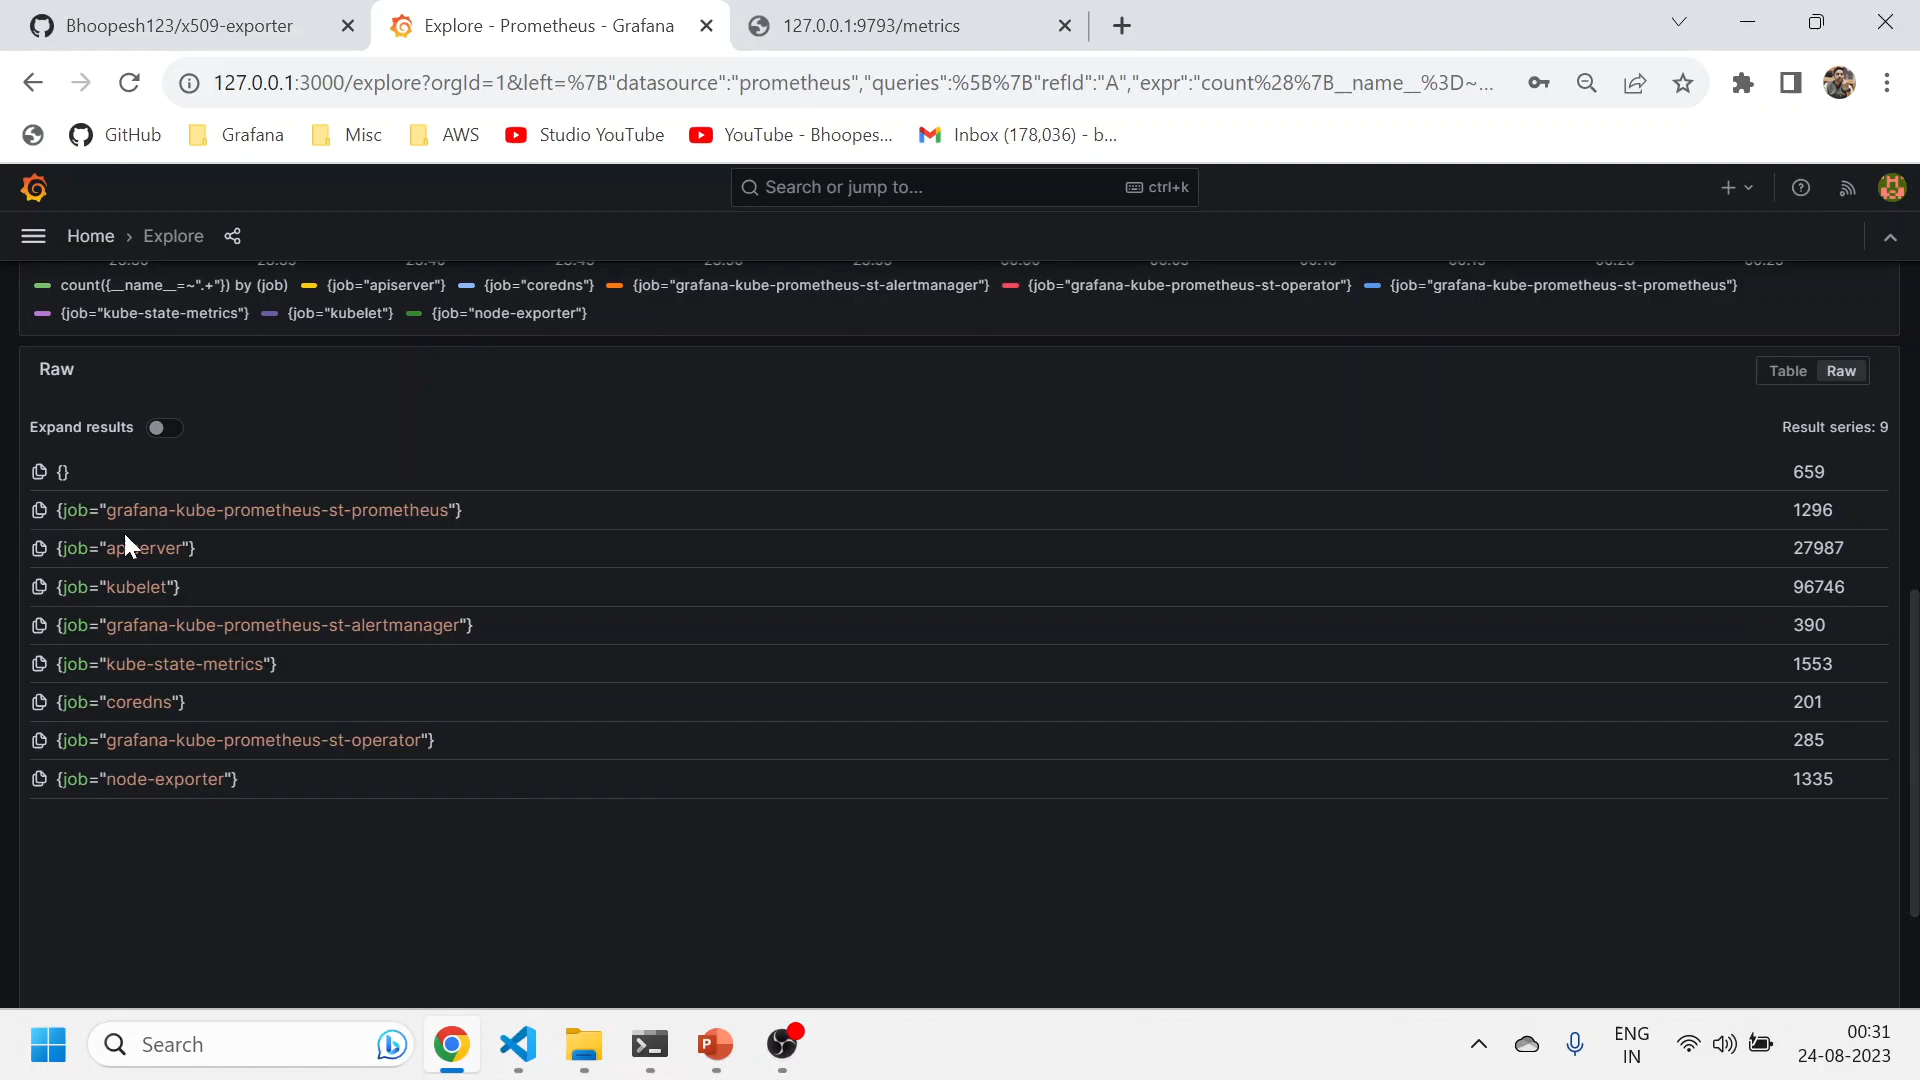 Bhoopesh123/x509-exporter
Explore - Prometheus - Grafana
127.0.0.1:9793/metrics
127.0.0.1:3000/explore?orgId=1&left=%7B"datasource":"prometheus","queries":%5B%7B"refId":"A","expr":"count%28%7B__name__%3D~...
GitHub
Grafana
Misc
AWS
Studio YouTube
YouTube - Bhoopes...
Inbox (178,036) - b...
Search or jump to...
ctrl+k
Home › Explore
count({__name__=~".+"}) by (job) {job="apiserver"} {job="coredns"} {job="grafana-kube-prometheus-st-alertmanager"} {job="grafana-kube-prometheus-st-operator"} {job="grafana-kube-prometheus-st-prometheus"}
{job="kube-state-metrics"} {job="kubelet"} {job="node-exporter"}
Raw
Table Raw
Expand results
Result series: 9
{} 659
{job="grafana-kube-prometheus-st-prometheus"} 1296
{job="apiserver"} 27987
{job="kubelet"} 96746
{job="grafana-kube-prometheus-st-alertmanager"} 390
{job="kube-state-metrics"} 1553
{job="coredns"} 201
{job="grafana-kube-prometheus-st-operator"} 285
{job="node-exporter"} 1335
Search
ENG
IN
00:31
24-08-2023